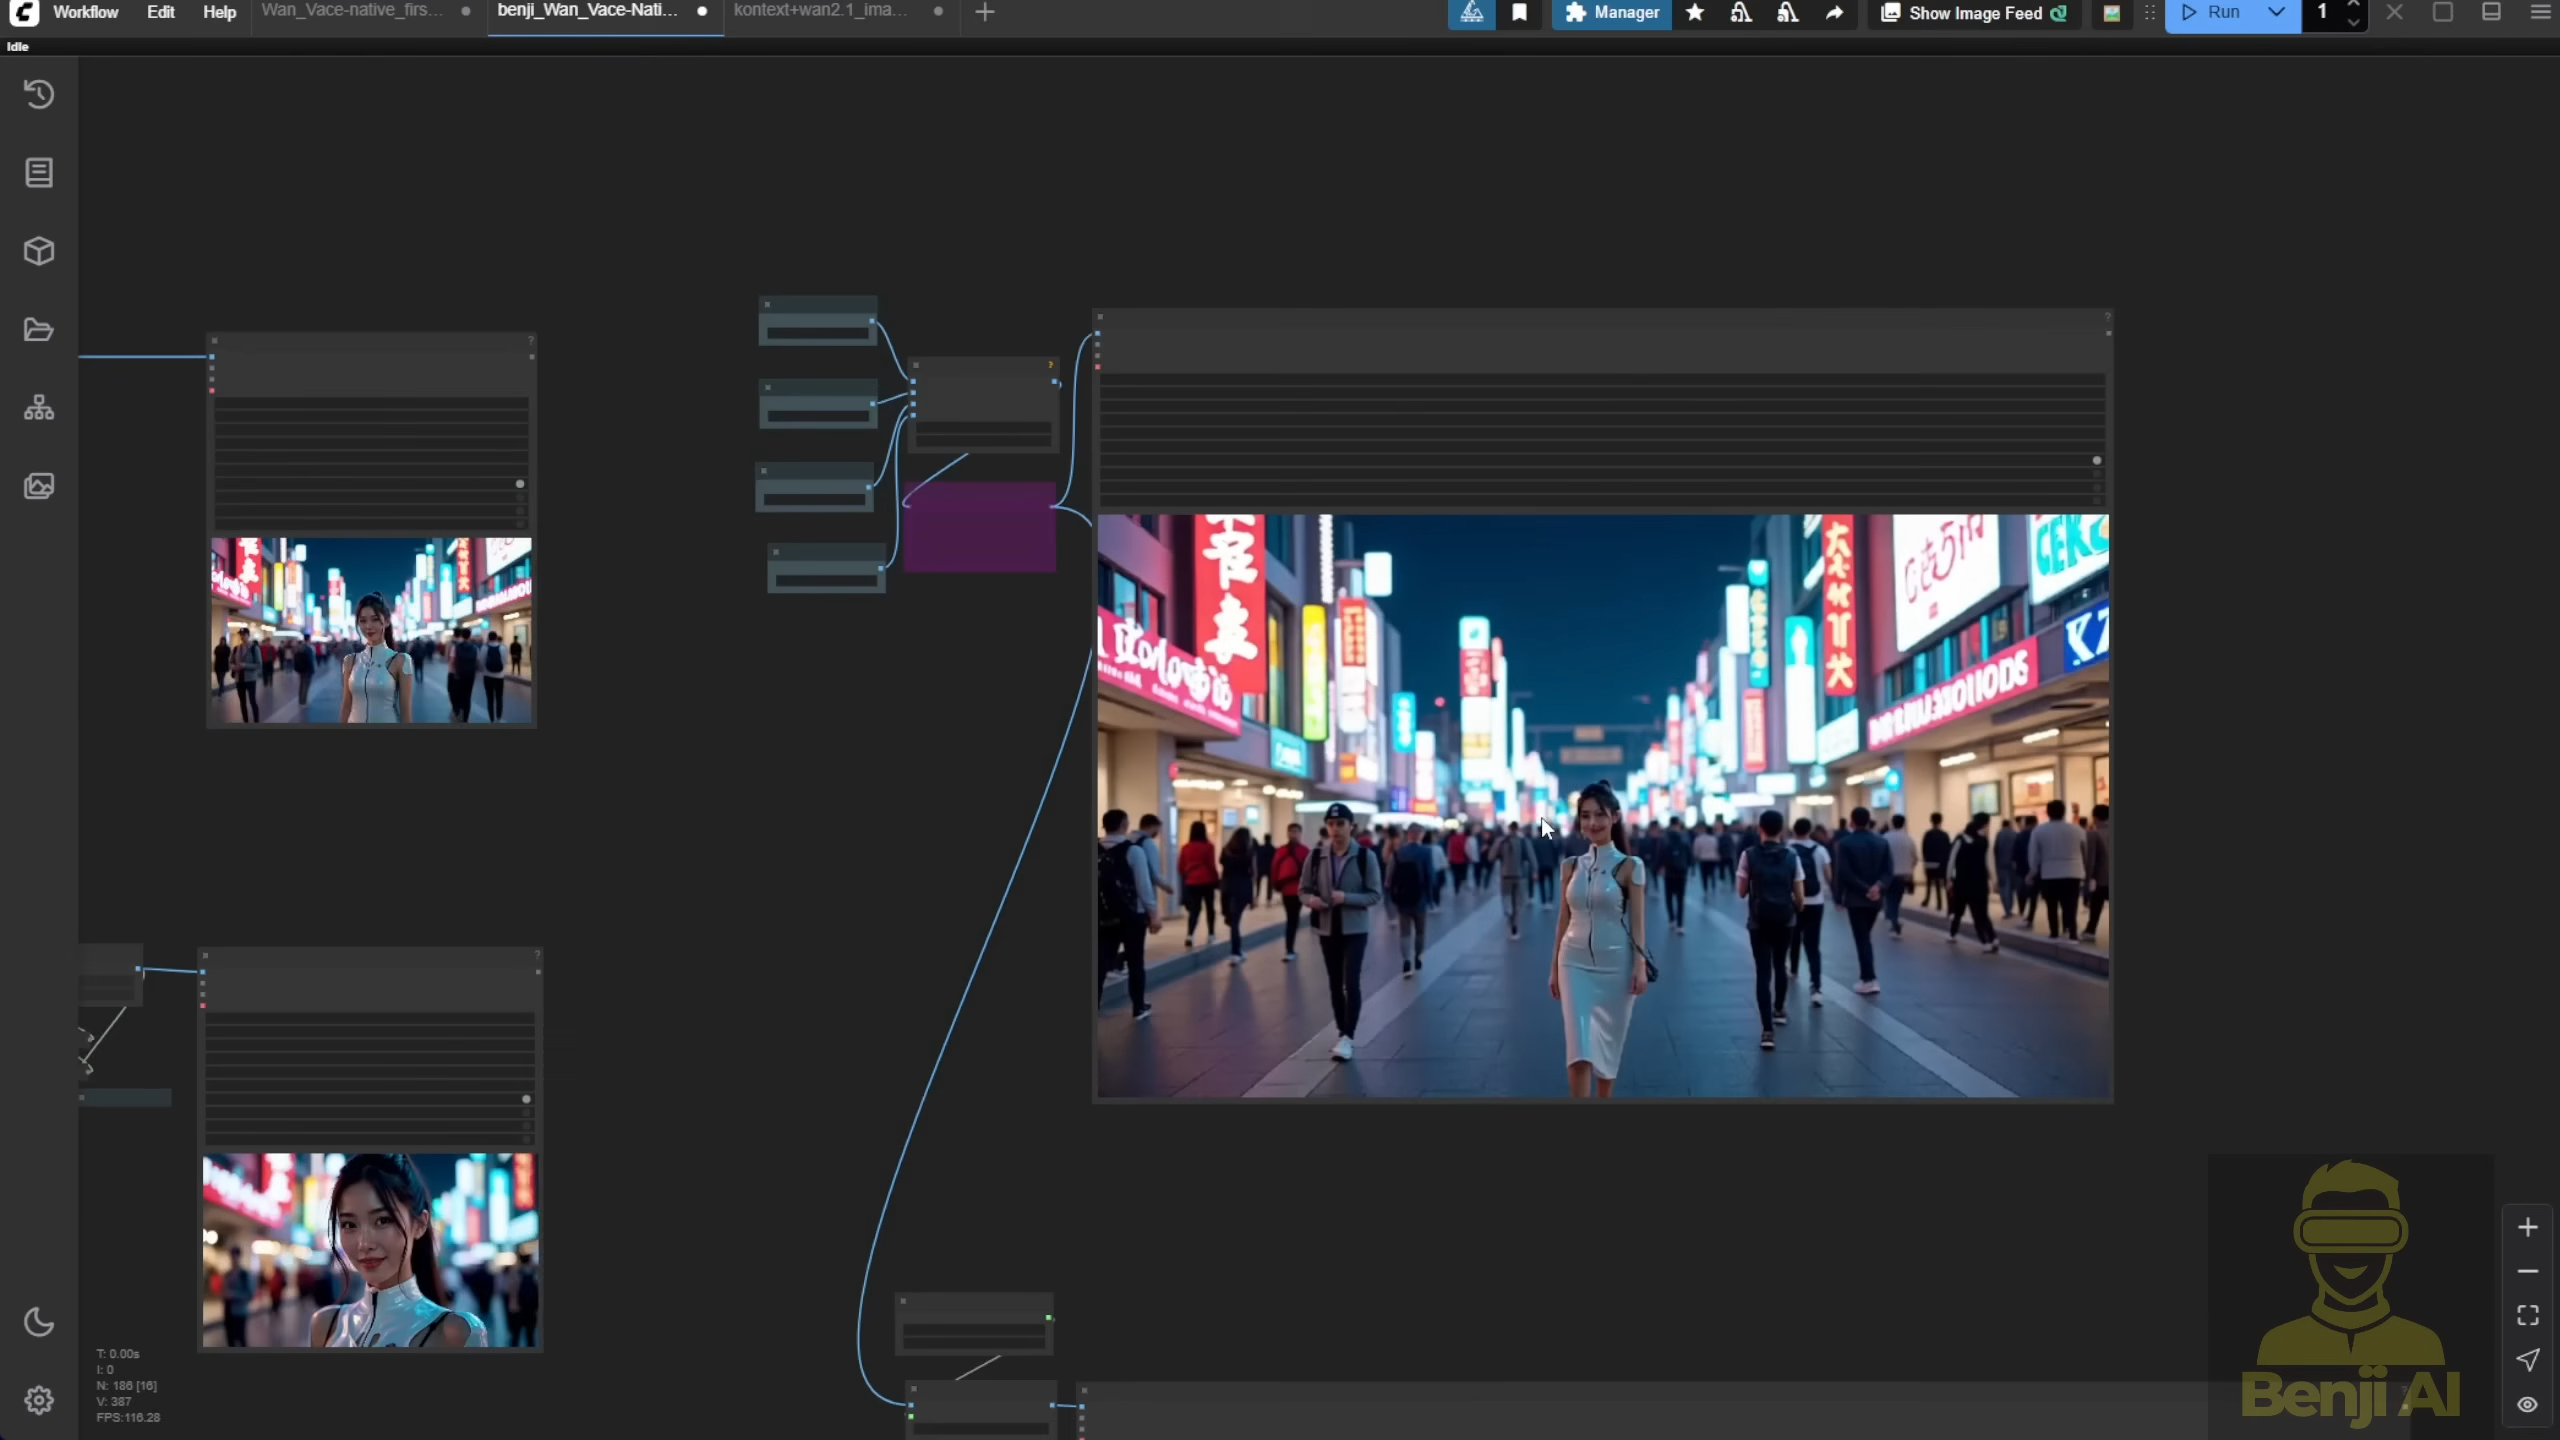 Workflow
Edit
Help
Wan_Vace-native_firs...
benji_Wan_Vace-Nati...
kontext+wan2.1_ima...
Manager
Show Image Feed
Run
1
Idle
T: 0.00s
I: 0
N: 186 [16]
V: 387
FPS:116.28
Benji AI